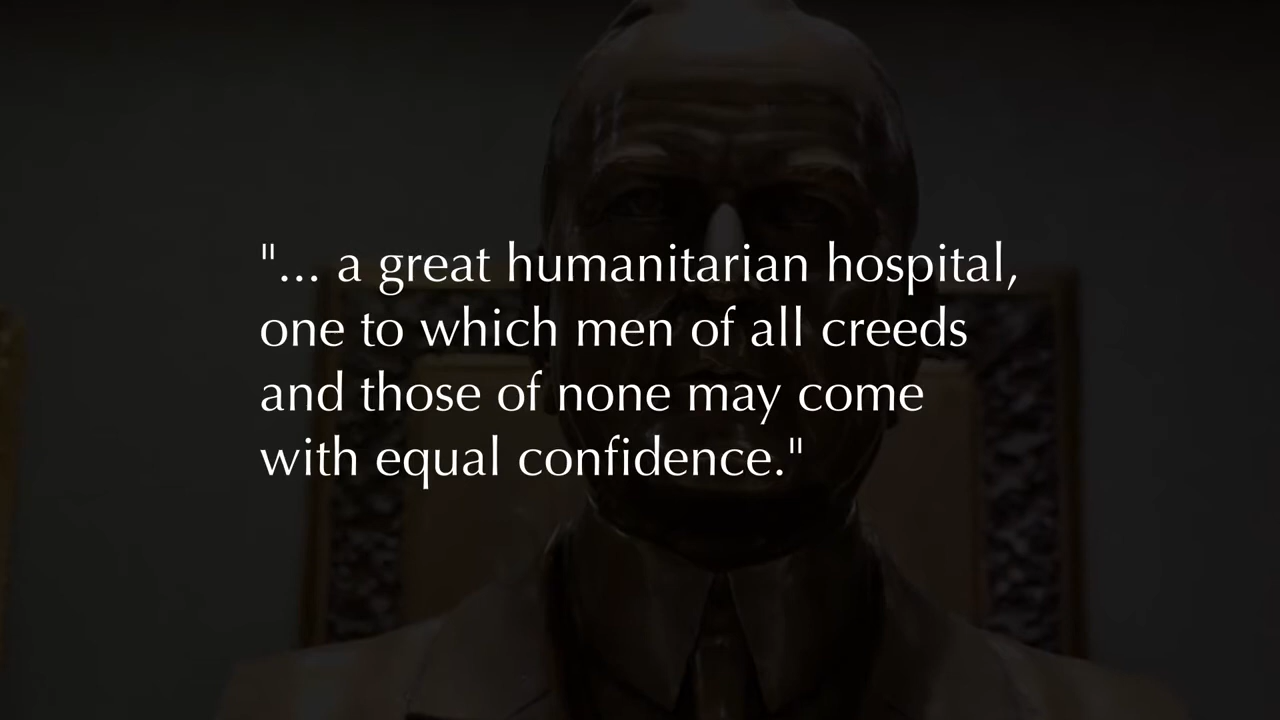 "... a great humanitarian hospital,
one to which men of all creeds
and those of none may come
with equal confidence."